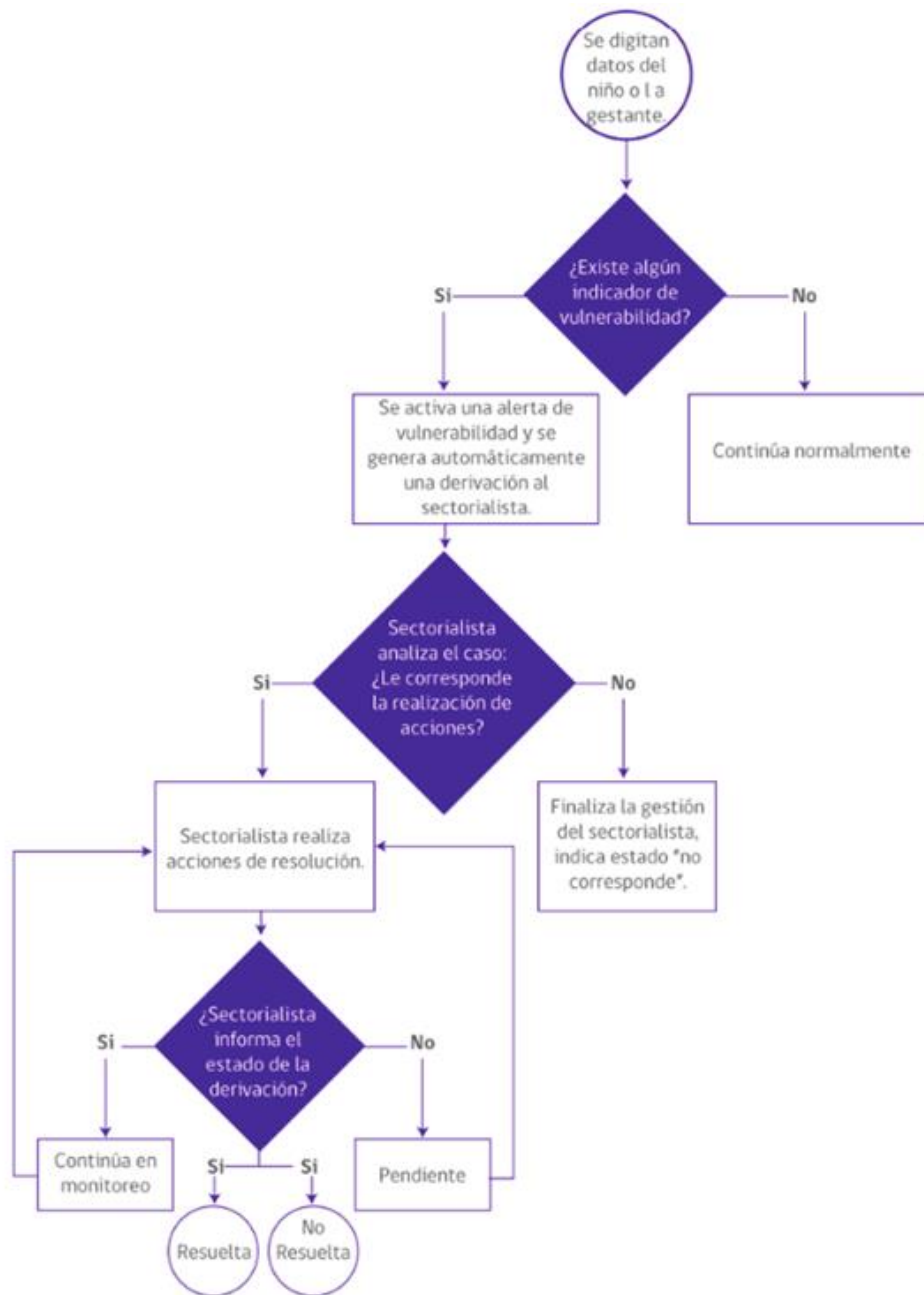 Se digitan
datos del
niño o l a
gestante.
¿Existe algún
indicador de
vulnerabilidad?
Sí
No
Se activa una alerta de
vulnerabilidad y se
genera automáticamente
una derivación al
sectorialista.
Continúa normalmente
Sectorialista
analiza el caso:
¿Le corresponde
la realización de
acciones?
Si
No
Sectorialista realiza
acciones de resolución.
Finaliza la gestión
del sectorialista,
indica estado "no
corresponde".
¿Sectorialista
informa el
estado de la
derivación?
Si
No
Continúa en
monitoreo
Si
Si
Pendiente
Resuelta
No
Resuelta